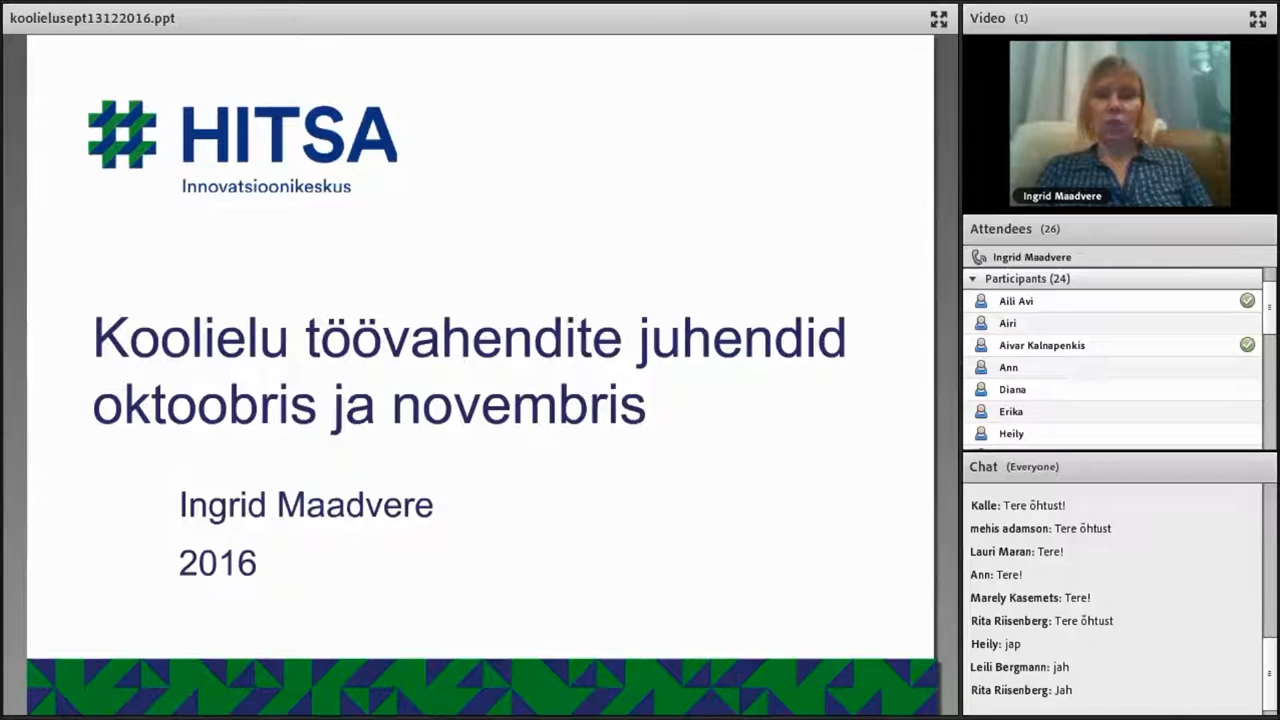 koolielusept13122016.ppt
HITSA
Innovatsioonikeskus
Koolielu töövahendite juhendid
oktoobris ja novembris
Ingrid Maadvere
2016
Video (1)
Ingrid Maadvere
Attendees (26)
Ingrid Maadvere
Participants (24)
Aili Avi
Airi
Aivar Kalnapenkis
Ann
Diana
Erika
Heily
Chat (Everyone)
Kalle: Tere õhtust!
mehis adamson: Tere õhtust
Lauri Maran: Tere!
Ann: Tere!
Marely Kasemets: Tere!
Rita Riisenberg: Tere õhtust
Heily: jap
Leili Bergmann: jah
Rita Riisenberg: Jah